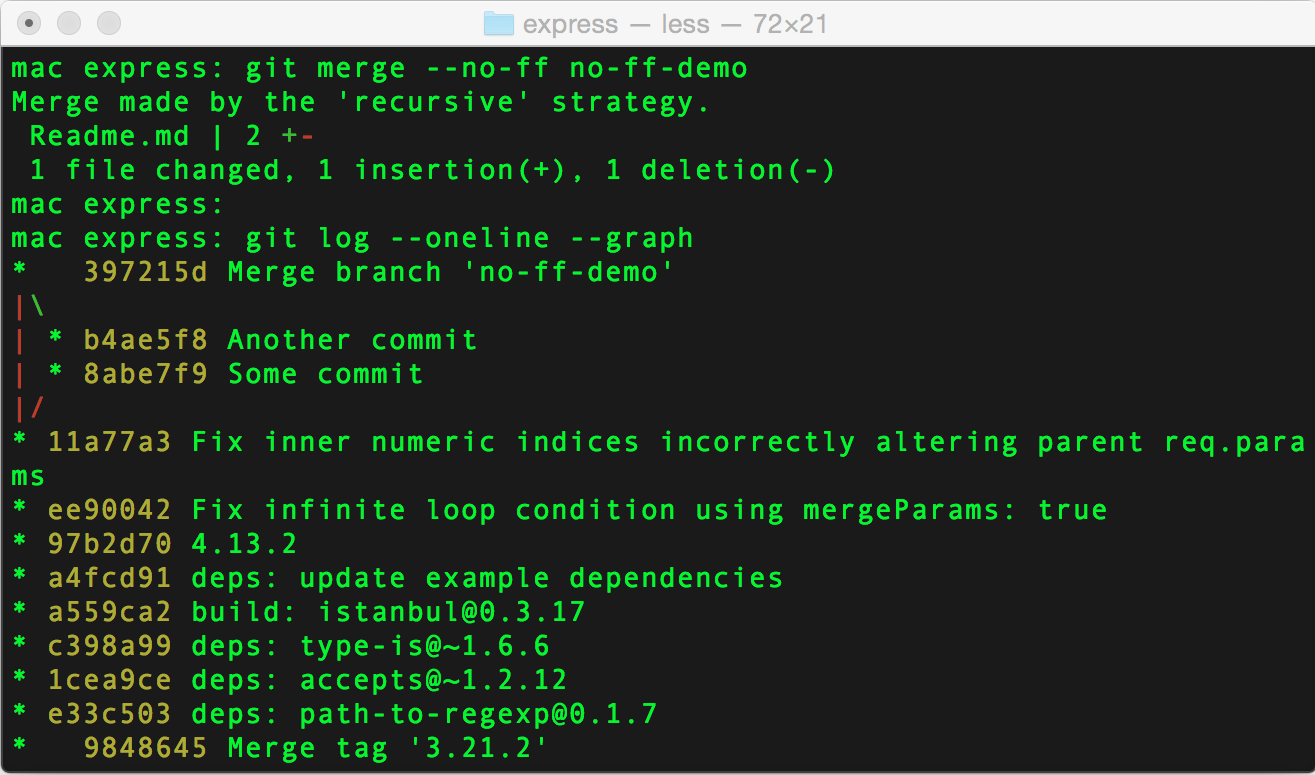 express — less — 72×21
mac express: git merge --no-ff no-ff-demo
Merge made by the 'recursive' strategy.
 Readme.md | 2 +-
 1 file changed, 1 insertion(+), 1 deletion(-)
mac express:
mac express: git log --oneline --graph
*   397215d Merge branch 'no-ff-demo'
|\
| * b4ae5f8 Another commit
| * 8abe7f9 Some commit
|/
* 11a77a3 Fix inner numeric indices incorrectly altering parent req.para
ms
* ee90042 Fix infinite loop condition using mergeParams: true
* 97b2d70 4.13.2
* a4fcd91 deps: update example dependencies
* a559ca2 build: istanbul@0.3.17
* c398a99 deps: type-is@~1.6.6
* 1cea9ce deps: accepts@~1.2.12
* e33c503 deps: path-to-regexp@0.1.7
*   9848645 Merge tag '3.21.2'